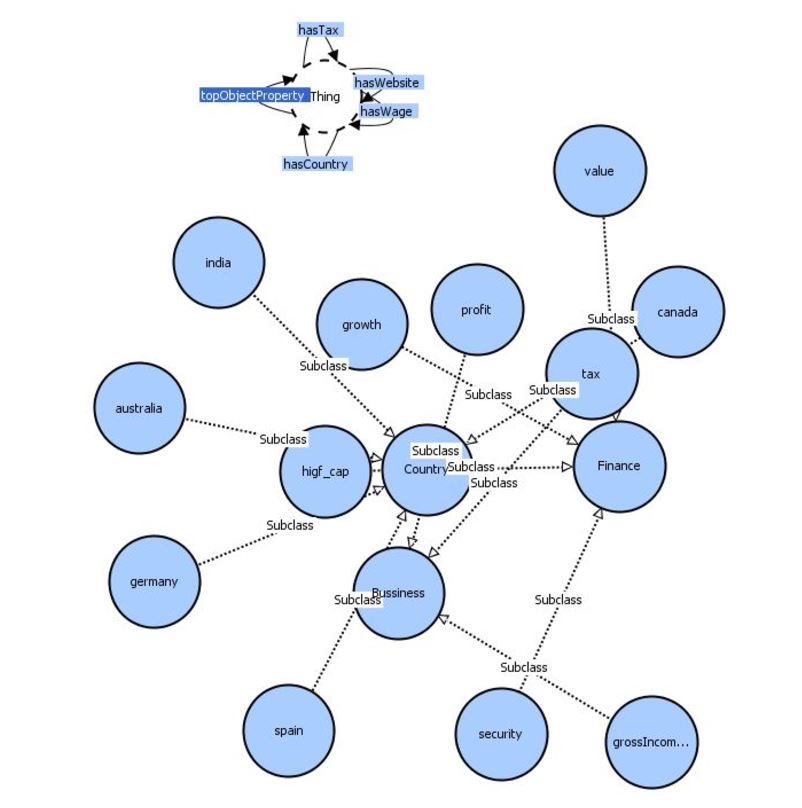 hasTax
hasWebsite
topObjectProperty
Thing
hasWage
hasCountry
value
india
canada
Subclass
growth
profit
Subclass
tax
Subclass
Subclass
australia
Subclass
Subclass
Finance
higf_cap
Country
Subclass
Subclass
Subclass
germany
Bussiness
Subclass
Subclass
Subclass
spain
security
grossIncom...